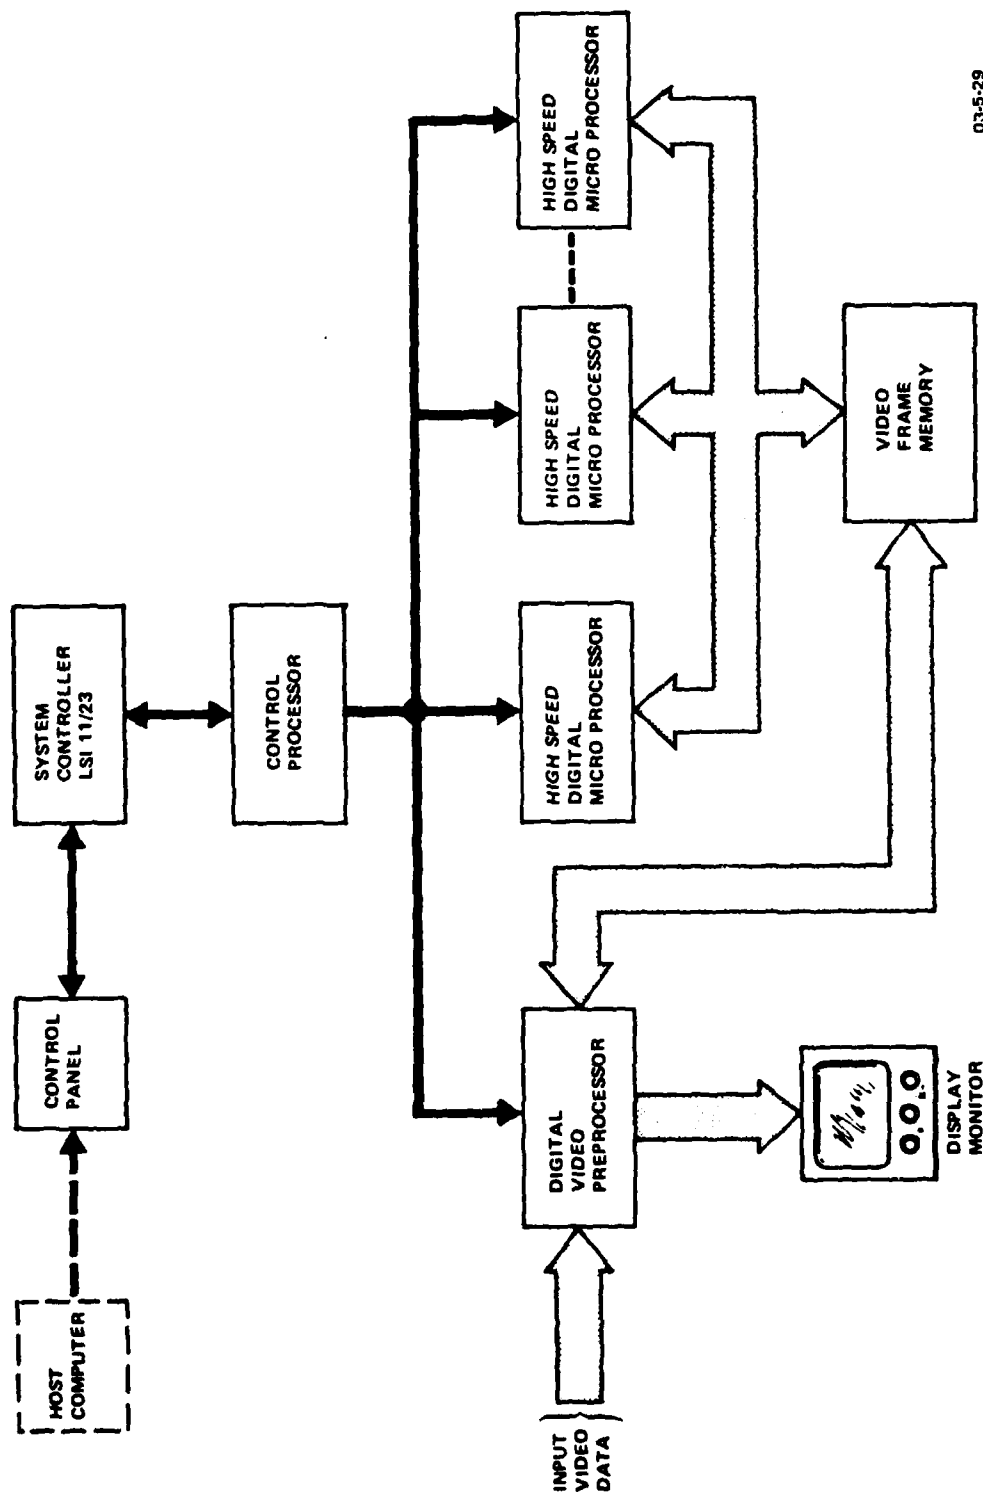 HOST
COMPUTER
CONTROL
PANEL
SYSTEM
CONTROLLER
LSI 11/23
CONTROL
PROCESSOR
INPUT
VIDEO
DATA
DIGITAL
VIDEO
PREPROCESSOR
HIGH SPEED
DIGITAL
MICRO PROCESSOR
HIGH SPEED
DIGITAL
MICRO PROCESSOR
HIGH SPEED
DIGITAL
MICRO PROCESSOR
DISPLAY
MONITOR
VIDEO
FRAME
MEMORY
03-5-29